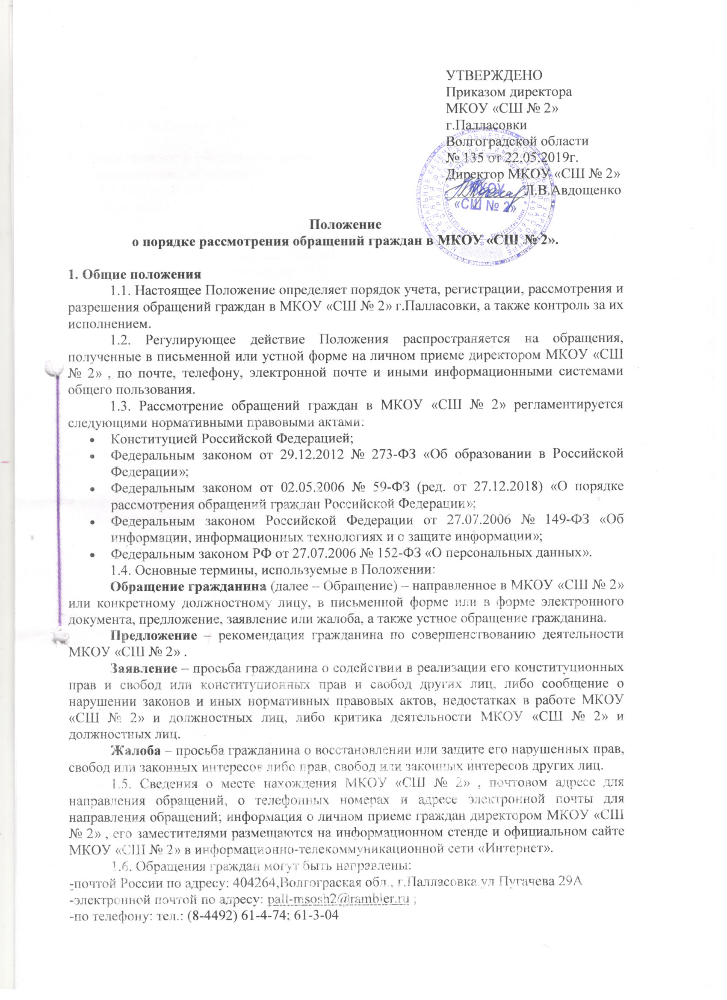 УТВЕРЖДЕНО
Приказом директора
МКОУ «СШ № 2»
г.Палласовки
Волгоградской области
№ 135 от 22.05.2019г.
Директор МКОУ «СШ № 2»
Л.В.Авдощенко
МКОУ
«СШ № 2»
Положение
о порядке рассмотрения обращений граждан в МКОУ «СШ № 2».
1. Общие положения
1.1. Настоящее Положение определяет порядок учета, регистрации, рассмотрения и
разрешения обращений граждан в МКОУ «СШ № 2» г.Палласовки, а также контроль за их
исполнением.
1.2. Регулирующее действие Положения распространяется на обращения,
полученные в письменной или устной форме на личном приеме директором МКОУ «СШ
№ 2» , по почте, телефону, электронной почте и иными информационными системами
общего пользования.
1.3. Рассмотрение обращений граждан в МКОУ «СШ № 2» регламентируется
следующими нормативными правовыми актами:
• Конституцией Российской Федерацией;
• Федеральным законом от 29.12.2012 № 273-ФЗ «Об образовании в Российской
Федерации»;
• Федеральным законом от 02.05.2006 № 59-ФЗ (ред. от 27.12.2018) «О порядке
рассмотрения обращений граждан Российской Федерации»;
• Федеральным законом Российской Федерации от 27.07.2006 № 149-ФЗ «Об
информации, информационных технологиях и о защите информации»;
• Федеральным законом РФ от 27.07.2006 № 152-ФЗ «О персональных данных».
1.4. Основные термины, используемые в Положении:
Обращение гражданина (далее – Обращение) – направленное в МКОУ «СШ № 2»
или конкретному должностному лицу, в письменной форме или в форме электронного
документа, предложение, заявление или жалоба, а также устное обращение гражданина.
Предложение – рекомендация гражданина по совершенствованию деятельности
МКОУ «СШ № 2» .
Заявление – просьба гражданина о содействии в реализации его конституционных
прав и свобод или конституционных прав и свобод других лиц, либо сообщение о
нарушении законов и иных нормативных правовых актов, недостатках в работе МКОУ
«СШ № 2» и должностных лиц, либо критика деятельности МКОУ «СШ № 2» и
должностных лиц.
Жалоба – просьба гражданина о восстановлении или защите его нарушенных прав,
свобод или законных интересов либо прав, свобод или законных интересов других лиц.
1.5. Сведения о месте нахождения МКОУ «СШ № 2» , почтовом адресе для
направления обращений, о телефонных номерах и адресе электронной почты для
направления обращений; информация о личном приеме граждан директором МКОУ «СШ
№ 2» , его заместителями размещаются на информационном стенде и официальном сайте
МКОУ «СШ № 2» в информационно-телекоммуникационной сети «Интернет».
1.6. Обращения граждан могут быть направлены:
-почтой России по адресу: 404264,Волгограская обл., г.Палласовка.ул Пугачева 29А
-электронной почтой по адресу: pall-msosh2@rambler.ru ;
-по телефону: тел.: (8-4492) 61-4-74; 61-3-04